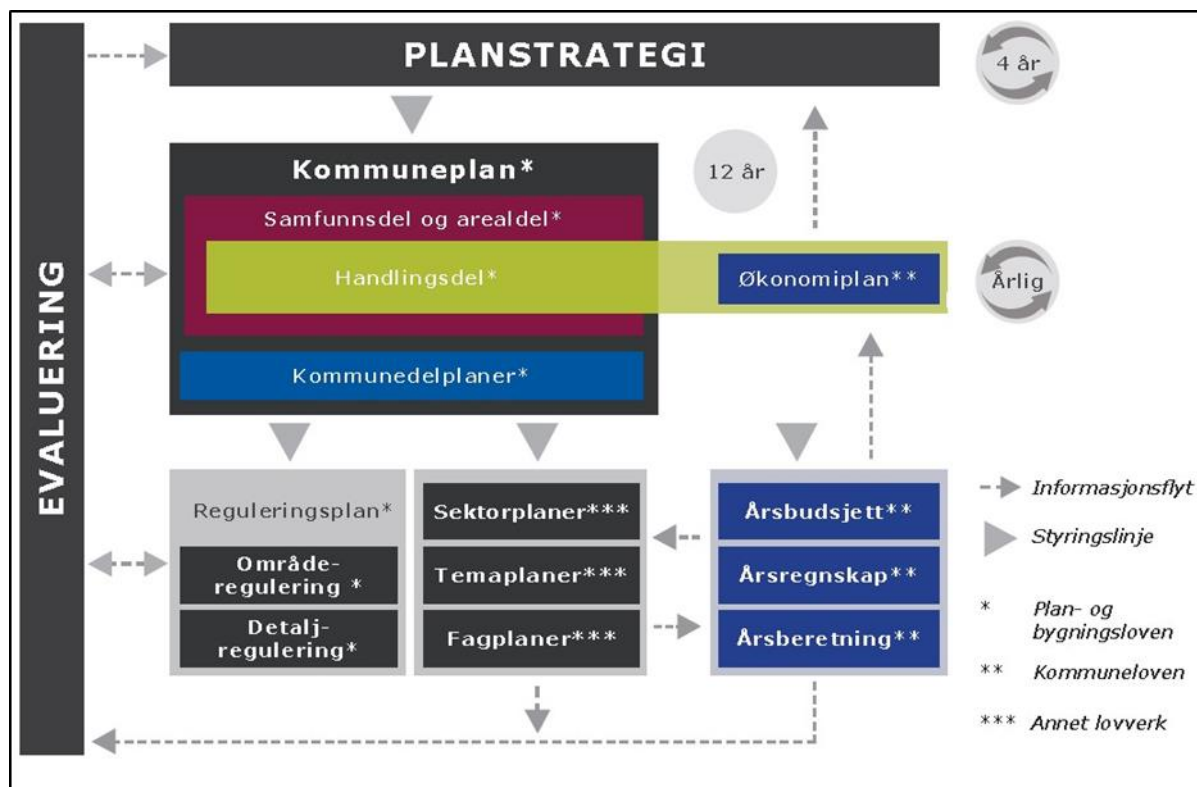 PLANSTRATEGI
4 år
Kommuneplan*
12 år
Samfunnsdel og arealdel*
Handlingsdel*
Økonomiplan**
Årlig
Kommunedelplaner*
EVALUERING
Reguleringsplan*
Område-
regulering *
Detalj-
regulering*
Sektorplaner***
Temaplaner***
Fagplaner***
Årsbudsjett**
Årsregnskap**
Årsberetning**
Informasjonsflyt
Styringslinje
* Plan- og
bygningsloven
** Kommuneloven
*** Annet lovverk